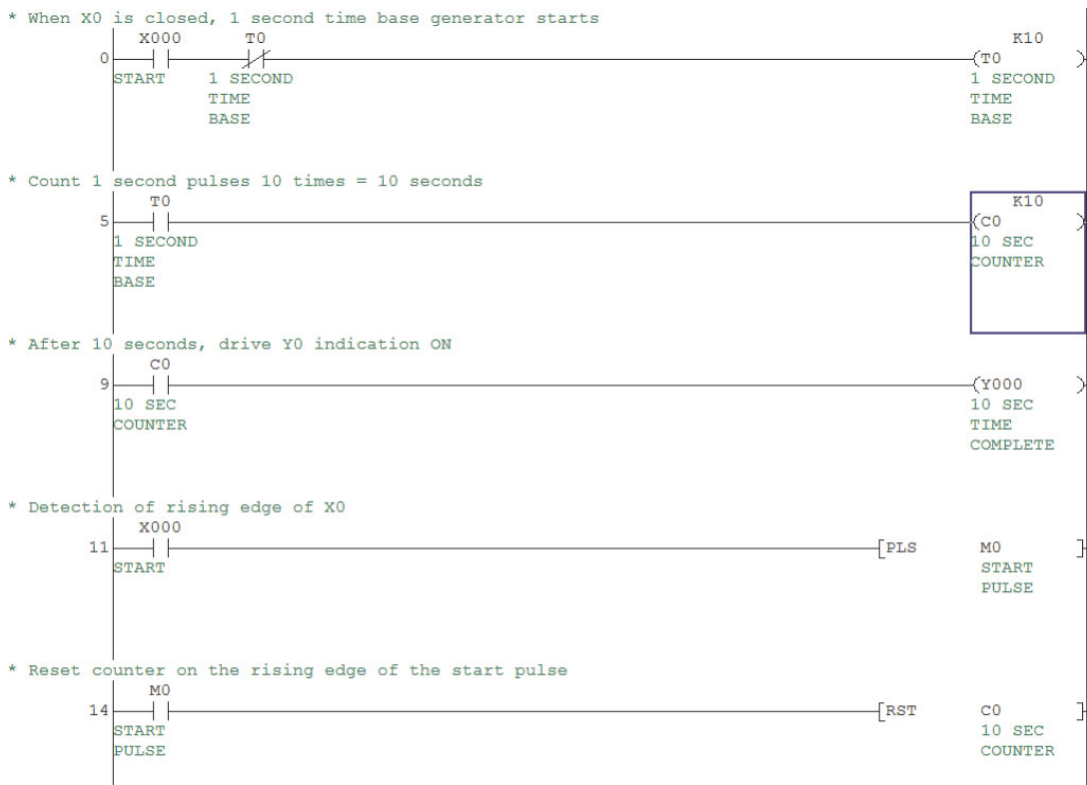 * When X0 is closed, 1 second time base generator starts
X000 T0 K10
0 (T0 )
START 1 SECOND 1 SECOND
TIME TIME
BASE BASE
* Count 1 second pulses 10 times = 10 seconds
T0 K10
5 (C0 )
1 SECOND 10 SEC
TIME COUNTER
BASE
* After 10 seconds, drive Y0 indication ON
C0
9 (Y000 )
10 SEC 10 SEC
COUNTER TIME
COMPLETE
* Detection of rising edge of X0
X000
11 [PLS M0 ]
START START
PULSE
* Reset counter on the rising edge of the start pulse
M0
14 [RST C0 ]
START 10 SEC
PULSE COUNTER